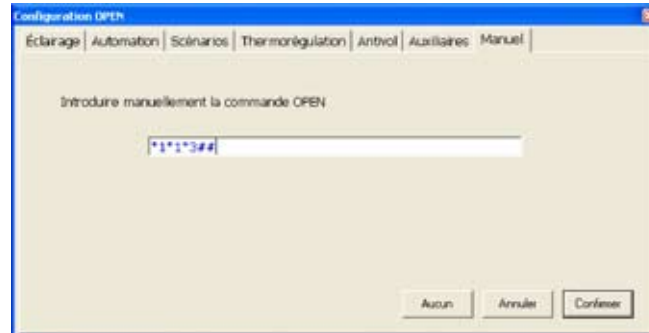 Configuration OPEN
Éclairage Automation Scénarios Thermorégulation Antivol Auxiliaires Manuel
Introduire manuellement la commande OPEN
*1*1*3##
Aucun Annuler Confirmer